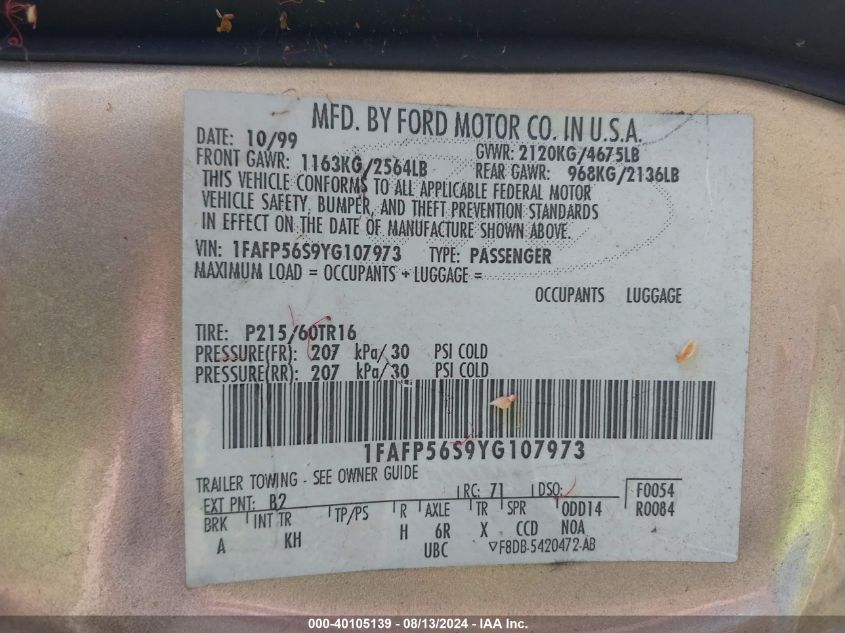 MFD. BY FORD MOTOR CO. IN U.S.A.
DATE: 10/99 GVWR: 2120KG/4675LB
FRONT GAWR: 1163KG/2564LB REAR GAWR: 968KG/2136LB
THIS VEHICLE CONFORMS TO ALL APPLICABLE FEDERAL MOTOR
VEHICLE SAFETY, BUMPER, AND THEFT PREVENTION STANDARDS
IN EFFECT ON THE DATE OF MANUFACTURE SHOWN ABOVE.
VIN: 1FAFP56S9YG107973 TYPE: PASSENGER
MAXIMUM LOAD = OCCUPANTS + LUGGAGE =
OCCUPANTS LUGGAGE
TIRE: P215/60TR16
PRESSURE(FR): 207 kPa/30 PSI COLD
PRESSURE(RR): 207 kPa/30 PSI COLD
1FAFP56S9YG107973
TRAILER TOWING - SEE OWNER GUIDE
EXT PNT: B2 RC: 71 DSO: F0054
BRK INT TR TP/PS R AXLE TR SPR 0DD14 R0084
A KH H 6R X CCD NOA
UBC ▽F8DB-5420472-AB
000-40105139 - 08/13/2024 - IAA Inc.